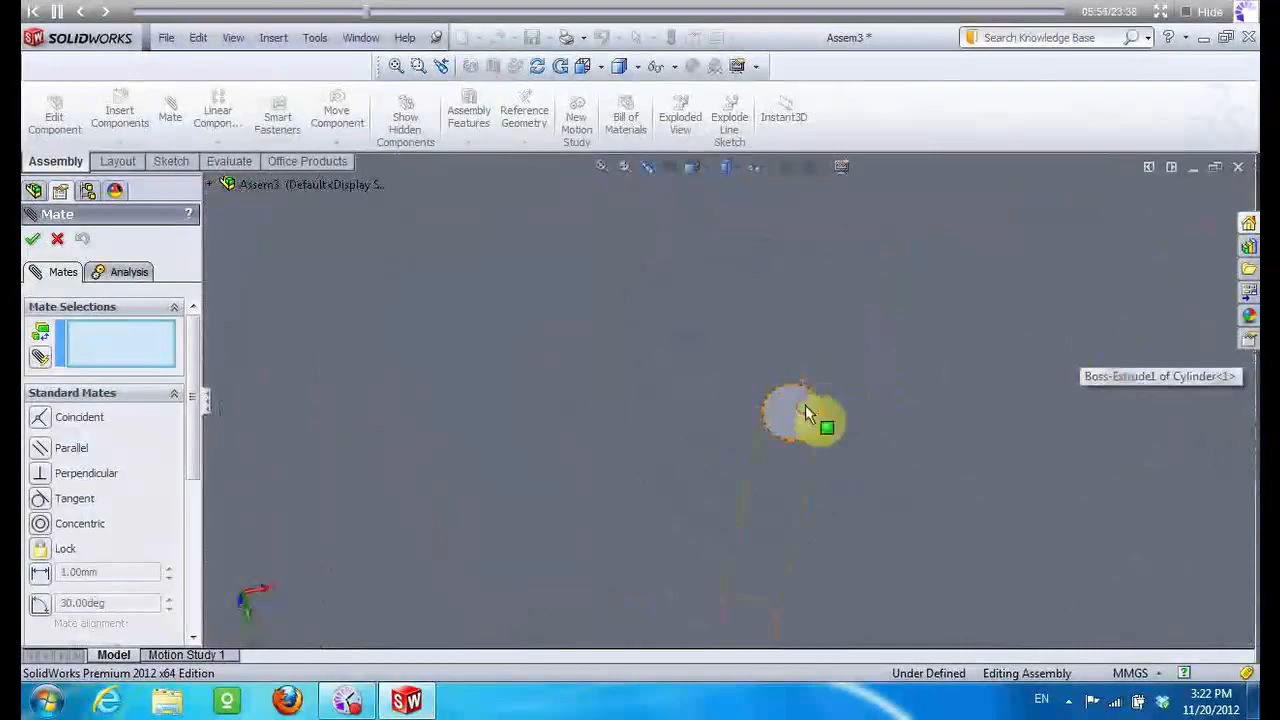 05:51/23:38 Hide
SOLIDWORKS File Edit View Insert Tools Window Help Assem3 * Search Knowledge Base ?
Edit Component
Insert Components
Mate
Linear Compon...
Smart Fasteners
Move Component
Show Hidden Components
Assembly Features
Reference Geometry
New Motion Study
Bill of Materials
Exploded View
Explode Line Sketch
Instant3D
Assembly Layout Sketch Evaluate Office Products
Assem3 (Default<Display S...
Mate ?
Mates Analysis
Mate Selections
Boss-Extrude1 of Cylinder<1>
Standard Mates
Coincident
Parallel
Perpendicular
Tangent
Concentric
Lock
1.00mm
30.00deg
Mate alignment:
Model Motion Study 1
SolidWorks Premium 2012 x64 Edition Under Defined Editing Assembly MMGS ?
EN 3:22 PM
11/20/2012